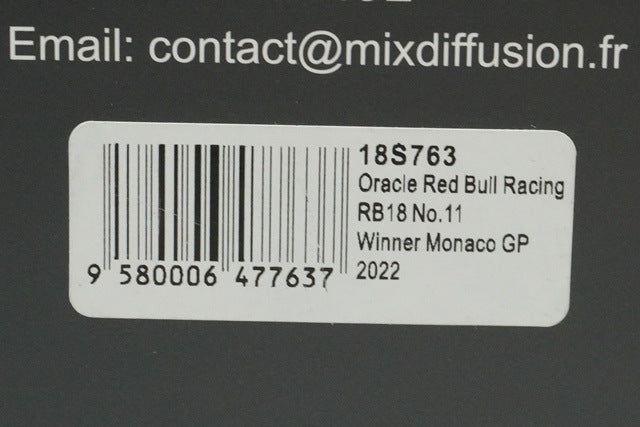 Email: contact@mixdiffusion.fr
18S763
Oracle Red Bull Racing
RB18 No.11
Winner Monaco GP
2022
9 580006 477637